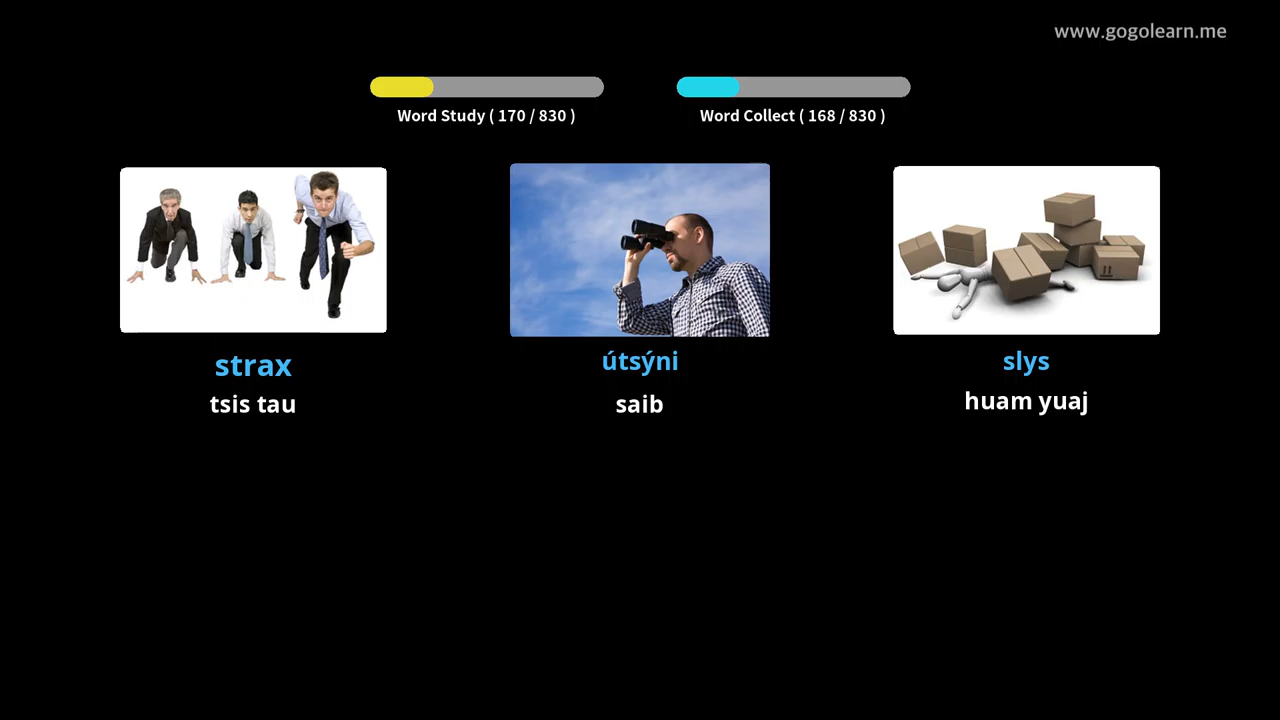 www.gogolearn.me
Word Study ( 170 / 830 )
Word Collect ( 168 / 830 )
strax
tsis tau
útsýni
saib
slys
huam yuaj